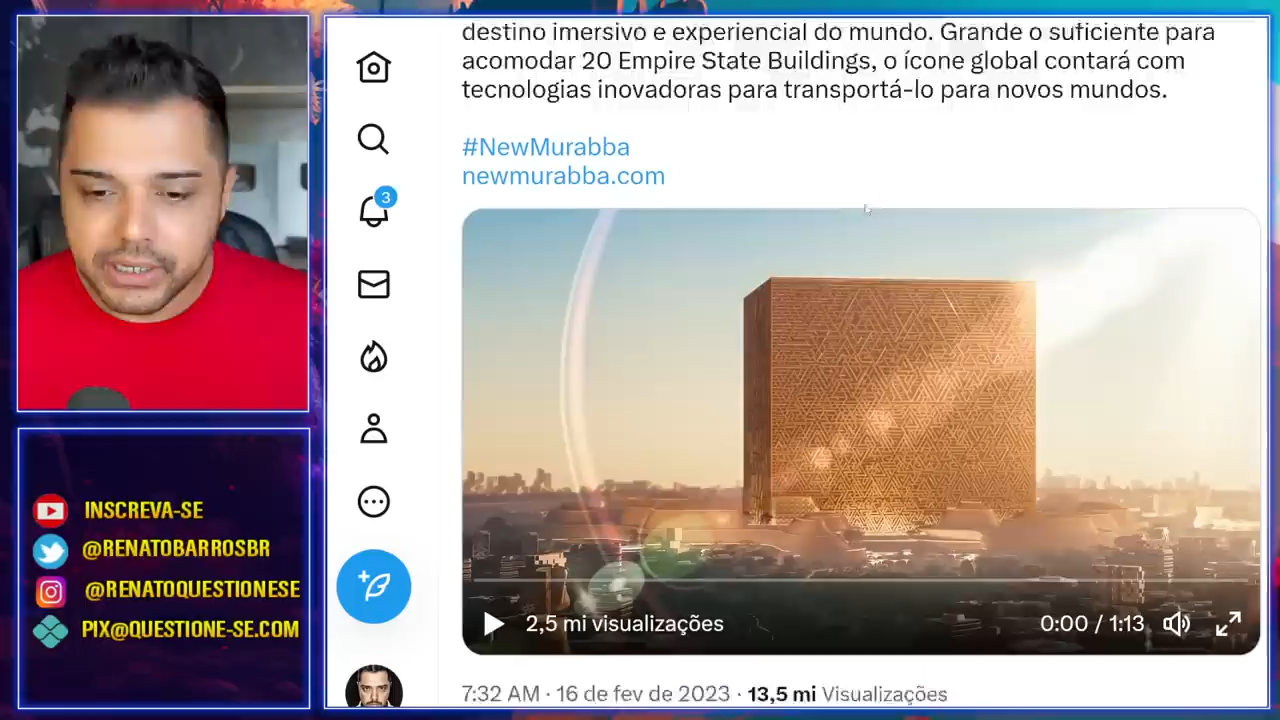 destino imersivo e experiencial do mundo. Grande o suficiente para
acomodar 20 Empire State Buildings, o ícone global contará com
tecnologias inovadoras para transportá-lo para novos mundos.
#NewMurabba
newmurabba.com
3
2,5 mi visualizações
0:00 / 1:13
7:32 AM · 16 de fev de 2023 · 13,5 mi Visualizações
INSCREVA-SE
@RENATOBARROSBR
@RENATOQUESTIONESE
PIX@QUESTIONE-SE.COM